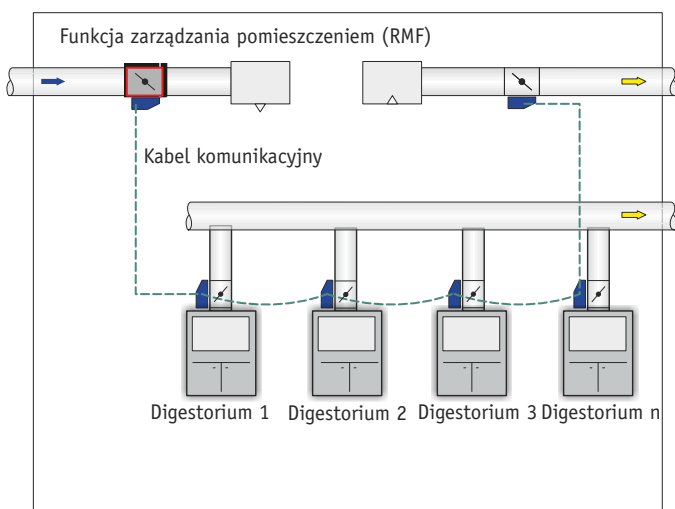 Funkcja zarządzania pomieszczeniem (RMF)
Kabel komunikacyjny
Digestorium 1
Digestorium 2
Digestorium 3
Digestorium n